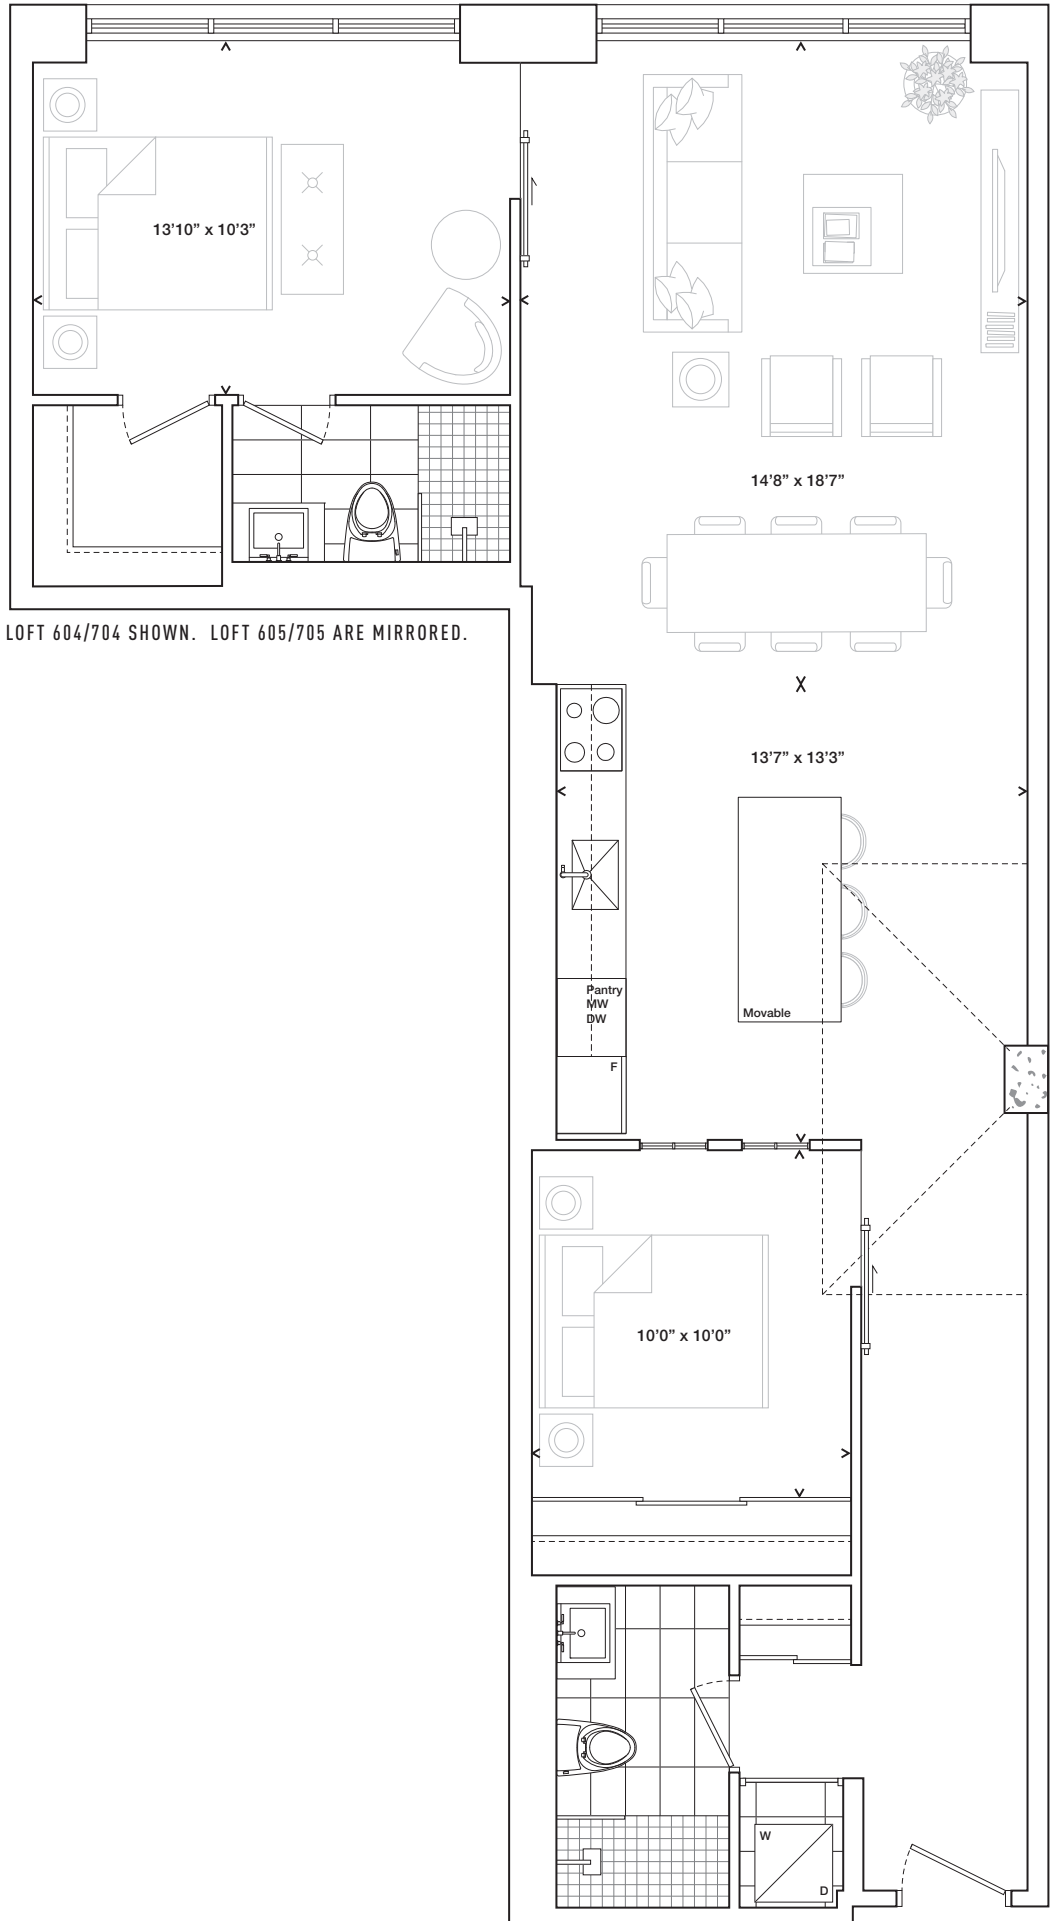 13’10” x 10’3”
14’8” x 18’7”
LOFT 604/704 SHOWN. LOFT 605/705 ARE MIRRORED.
13’7” x 13’3”
Pantry
MW
DW
Movable
F
10’0” x 10’0”
W
D